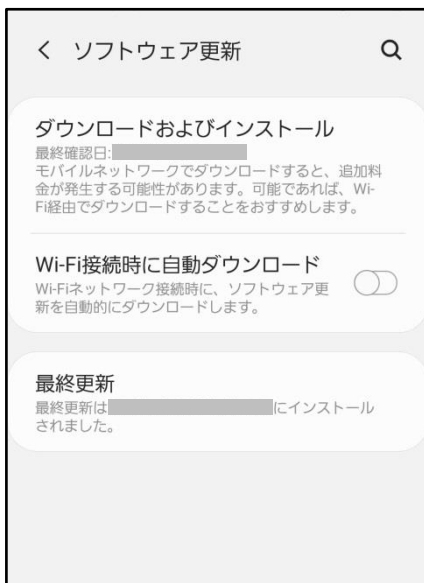 ソフトウェア更新
ダウンロードおよびインストール
最終確認日:
モバイルネットワークでダウンロードすると、追加料
金が発生する可能性があります。可能であれば、Wi-
Fi経由でダウンロードすることをおすすめします。
Wi-Fi接続時に自動ダウンロード
Wi-Fiネットワーク接続時に、ソフトウェア更
新を自動的にダウンロードします。
最終更新
最終更新は にインストール
されました。